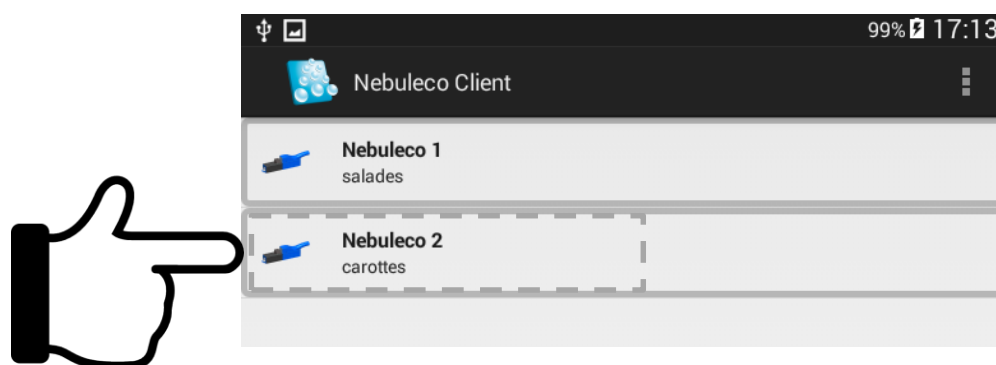 99% 17:13
Nebuleco Client
Nebuleco 1
salades
Nebuleco 2
carottes